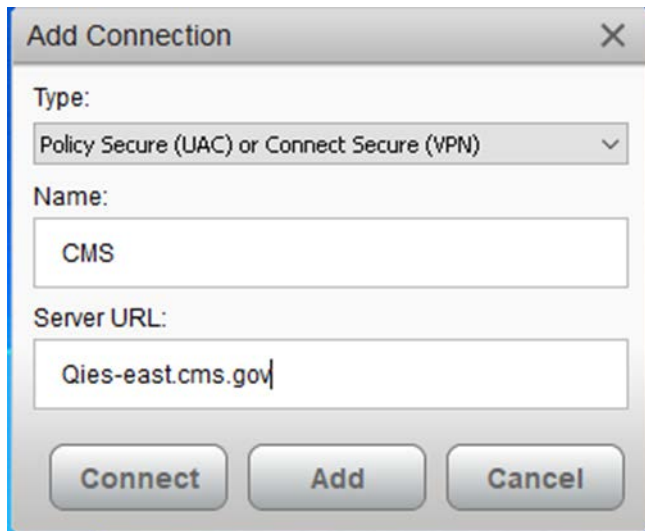 Add Connection
Type:
Policy Secure (UAC) or Connect Secure (VPN)
Name:
CMS
Server URL:
Qies-east.cms.gov
Connect Add Cancel